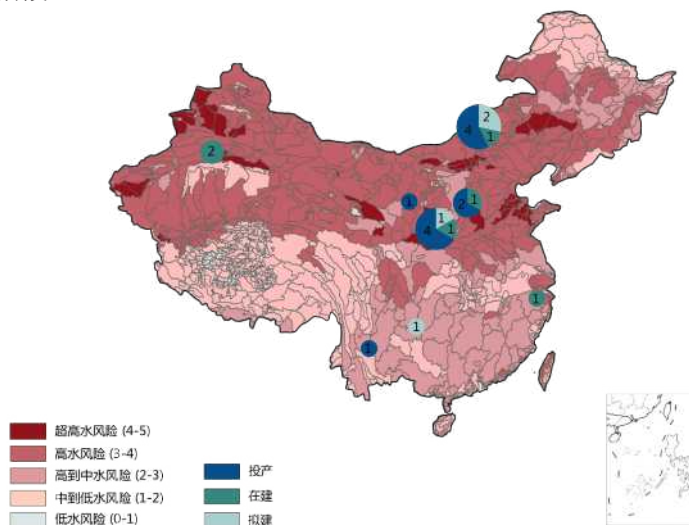 2
4
1
2
1
2
1
1
4
1
1
1
1
超高水风险 (4-5)
高水风险 (3-4)
高到中水风险 (2-3)
中到低水风险 (1-2)
低水风险 (0-1)
投产
在建
拟建